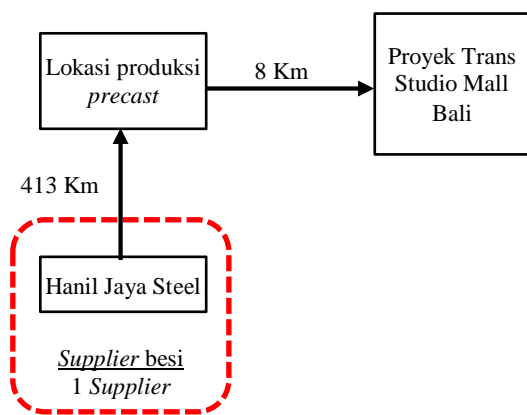 Lokasi produksi
precast
8 Km
Proyek Trans
Studio Mall
Bali
413 Km
Hanil Jaya Steel
Supplier besi
1 Supplier